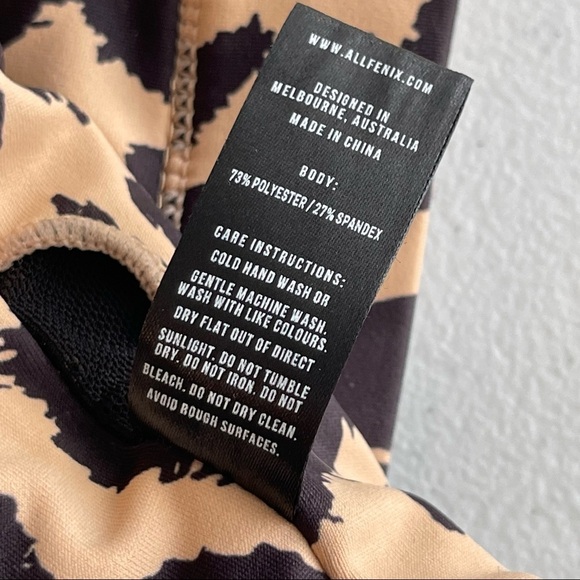 WWW.ALLFENIX.COM
DESIGNED IN
MELBOURNE, AUSTRALIA
MADE IN CHINA
BODY:
73% POLYESTER/27% SPANDEX
CARE INSTRUCTIONS:
COLD HAND WASH OR
GENTLE MACHINE WASH.
WASH WITH LIKE COLOURS.
DRY FLAT OUT OF DIRECT
SUNLIGHT. DO NOT TUMBLE
DRY. DO NOT IRON. DO NOT
BLEACH. DO NOT DRY CLEAN.
AVOID ROUGH SURFACES.